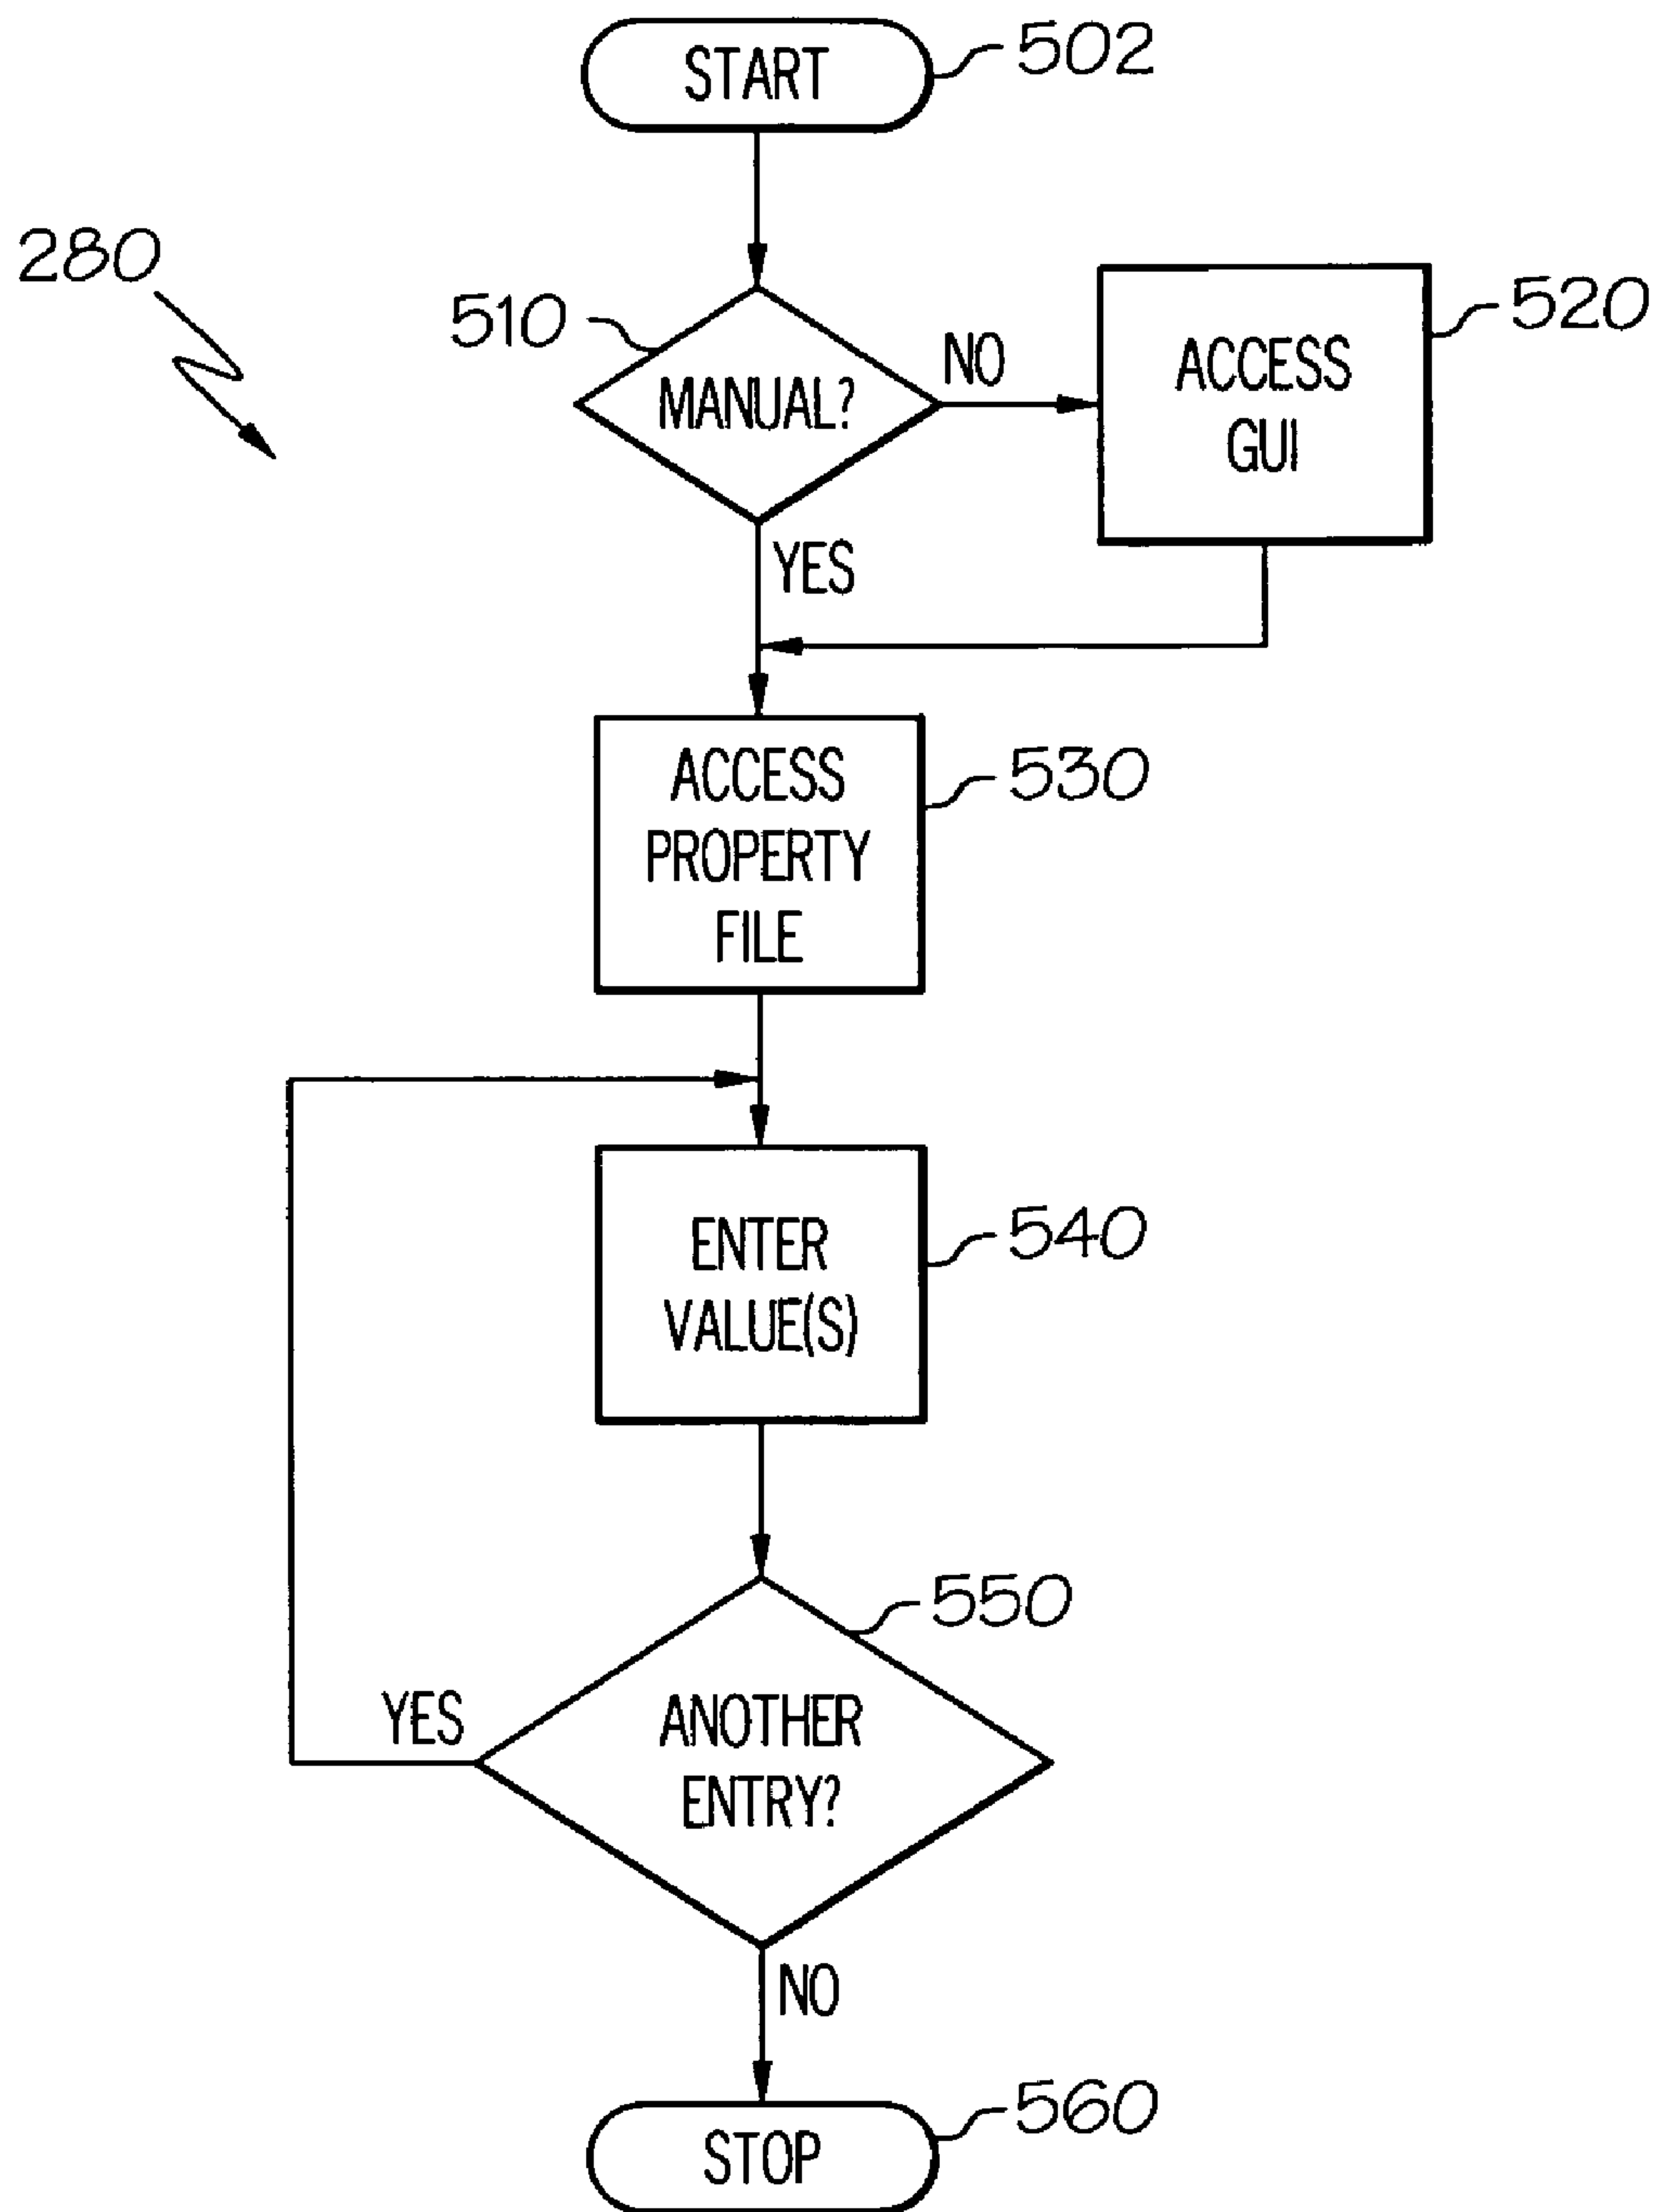 START
502
280
510
MANUAL?
NO
520
ACCESS
GUI
YES
ACCESS
PROPERTY
FILE
530
ENTER
VALUE(S)
540
550
YES
ANOTHER
ENTRY?
NO
STOP
560